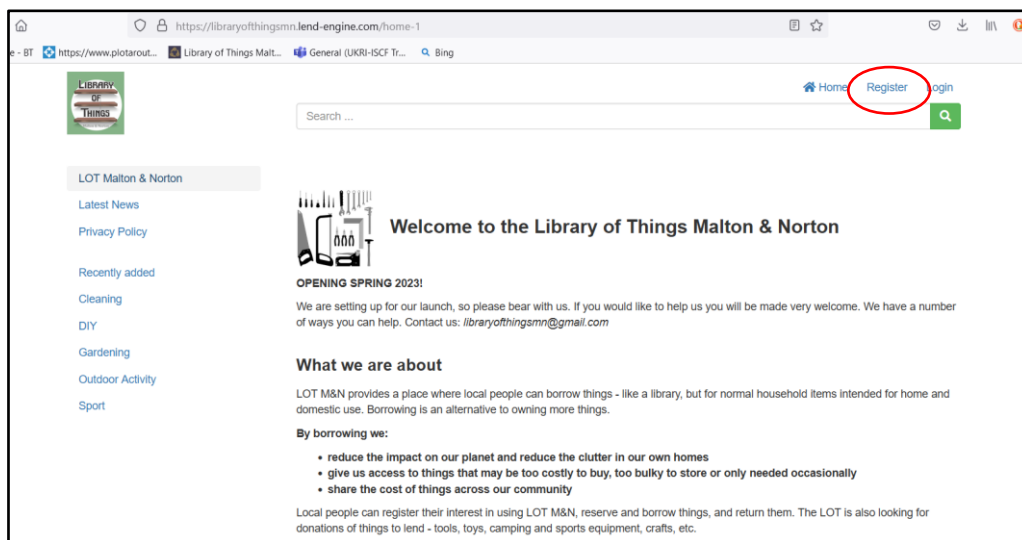 https://libraryofthingsmn.lend-engine.com/home-1
e - BT https://www.plotarout... Library of Things Malt... General (UKRI-ISCF Tr... Bing
LIBRARY
OF
THINGS
Home Register Login
Search ...
LOT Malton & Norton
Latest News
Privacy Policy
Recently added
Cleaning
DIY
Gardening
Outdoor Activity
Sport
Welcome to the Library of Things Malton & Norton
OPENING SPRING 2023!
We are setting up for our launch, so please bear with us. If you would like to help us you will be made very welcome. We have a number
of ways you can help. Contact us: libraryofthingsmn@gmail.com
What we are about
LOT M&N provides a place where local people can borrow things - like a library, but for normal household items intended for home and
domestic use. Borrowing is an alternative to owning more things.
By borrowing we:
• reduce the impact on our planet and reduce the clutter in our own homes
• give us access to things that may be too costly to buy, too bulky to store or only needed occasionally
• share the cost of things across our community
Local people can register their interest in using LOT M&N, reserve and borrow things, and return them. The LOT is also looking for
donations of things to lend - tools, toys, camping and sports equipment, crafts, etc.